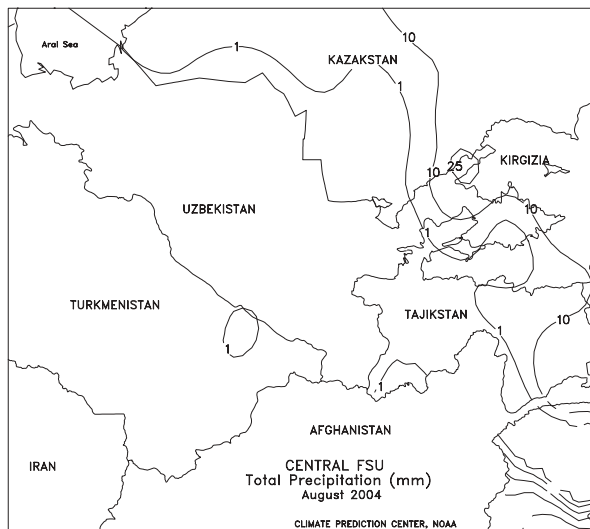 10
Aral Sea
1
KAZAKSTAN
1
10 25
KIRGIZIA
UZBEKISTAN
10
1
TURKMENISTAN
TAJIKSTAN
10
1
1
1
AFGHANISTAN
IRAN
CENTRAL FSU
Total Precipitation (mm)
August 2004
CLIMATE PREDICTION CENTER, NOAA